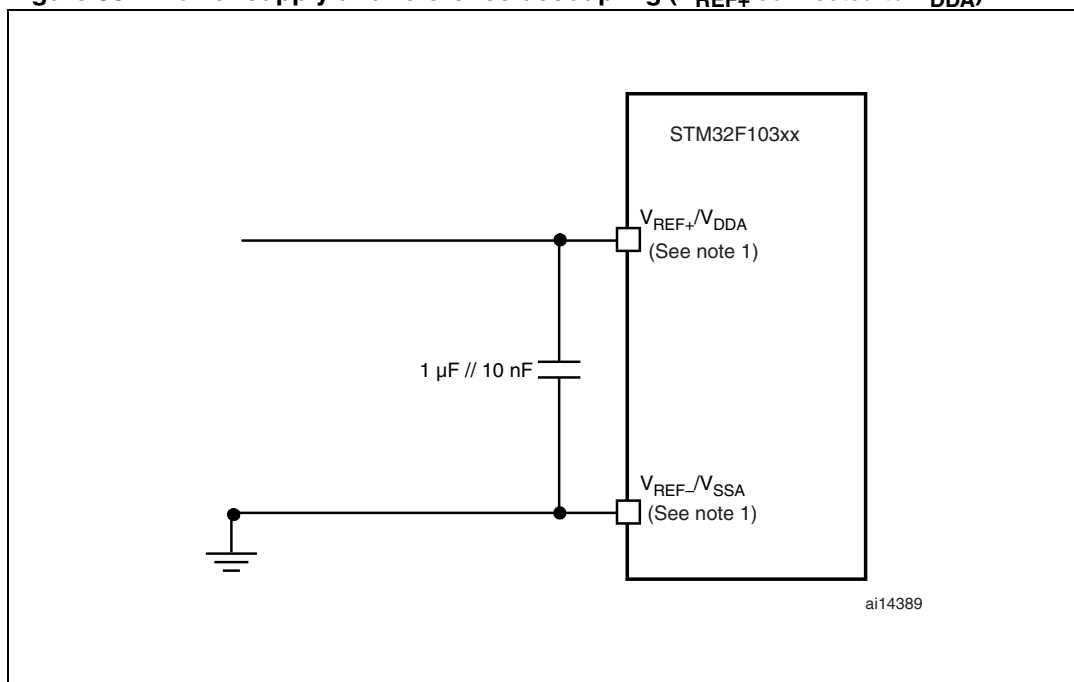 STM32F103xx
VREF+/VDDA
(See note 1)
1 µF // 10 nF
VREF–/VSSA
(See note 1)
ai14389